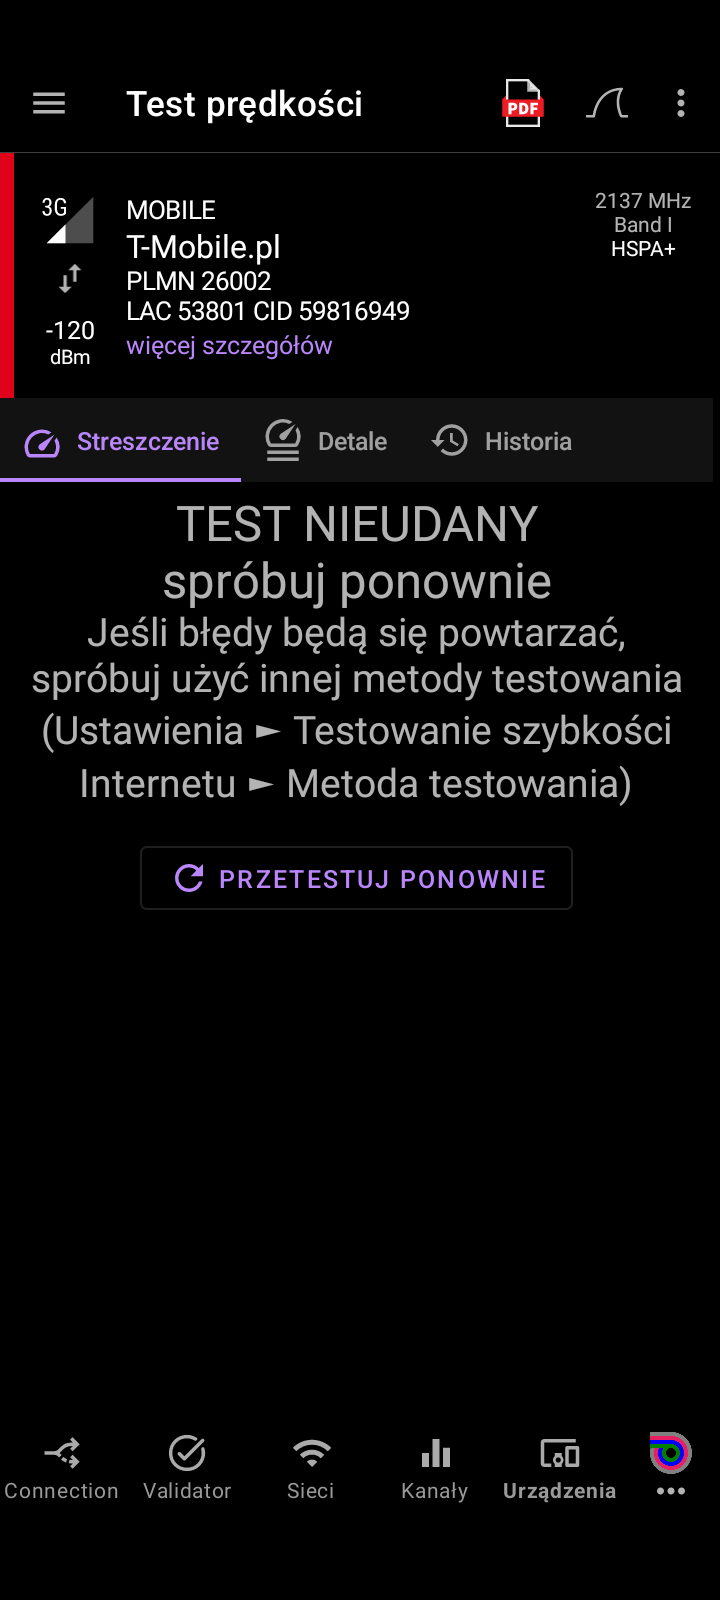 Test prędkości
PDF
3G
MOBILE
T-Mobile.pl
PLMN 26002
LAC 53801 CID 59816949
więcej szczegółów
-120
dBm
2137 MHz
Band I
HSPA+
Streszczenie
Detale
Historia
TEST NIEUDANY
spróbuj ponownie
Jeśli błędy będą się powtarzać,
spróbuj użyć innej metody testowania
(Ustawienia ► Testowanie szybkości
Internetu ► Metoda testowania)
PRZETESTUJ PONOWNIE
Connection
Validator
Sieci
Kanały
Urządzenia